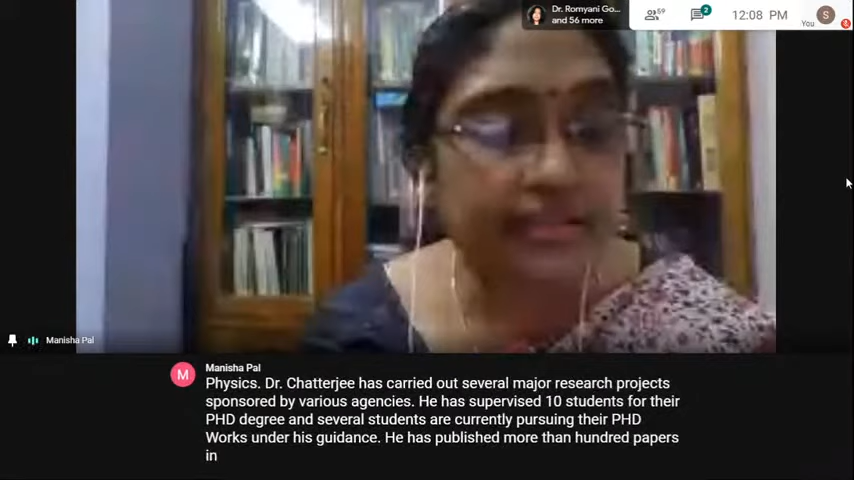 Dr. Romyani Go...
and 56 more
59
2
12:08 PM
You
S
Manisha Pal
M
Manisha Pal
Physics. Dr. Chatterjee has carried out several major research projects
sponsored by various agencies. He has supervised 10 students for their
PHD degree and several students are currently pursuing their PHD
Works under his guidance. He has published more than hundred papers
in